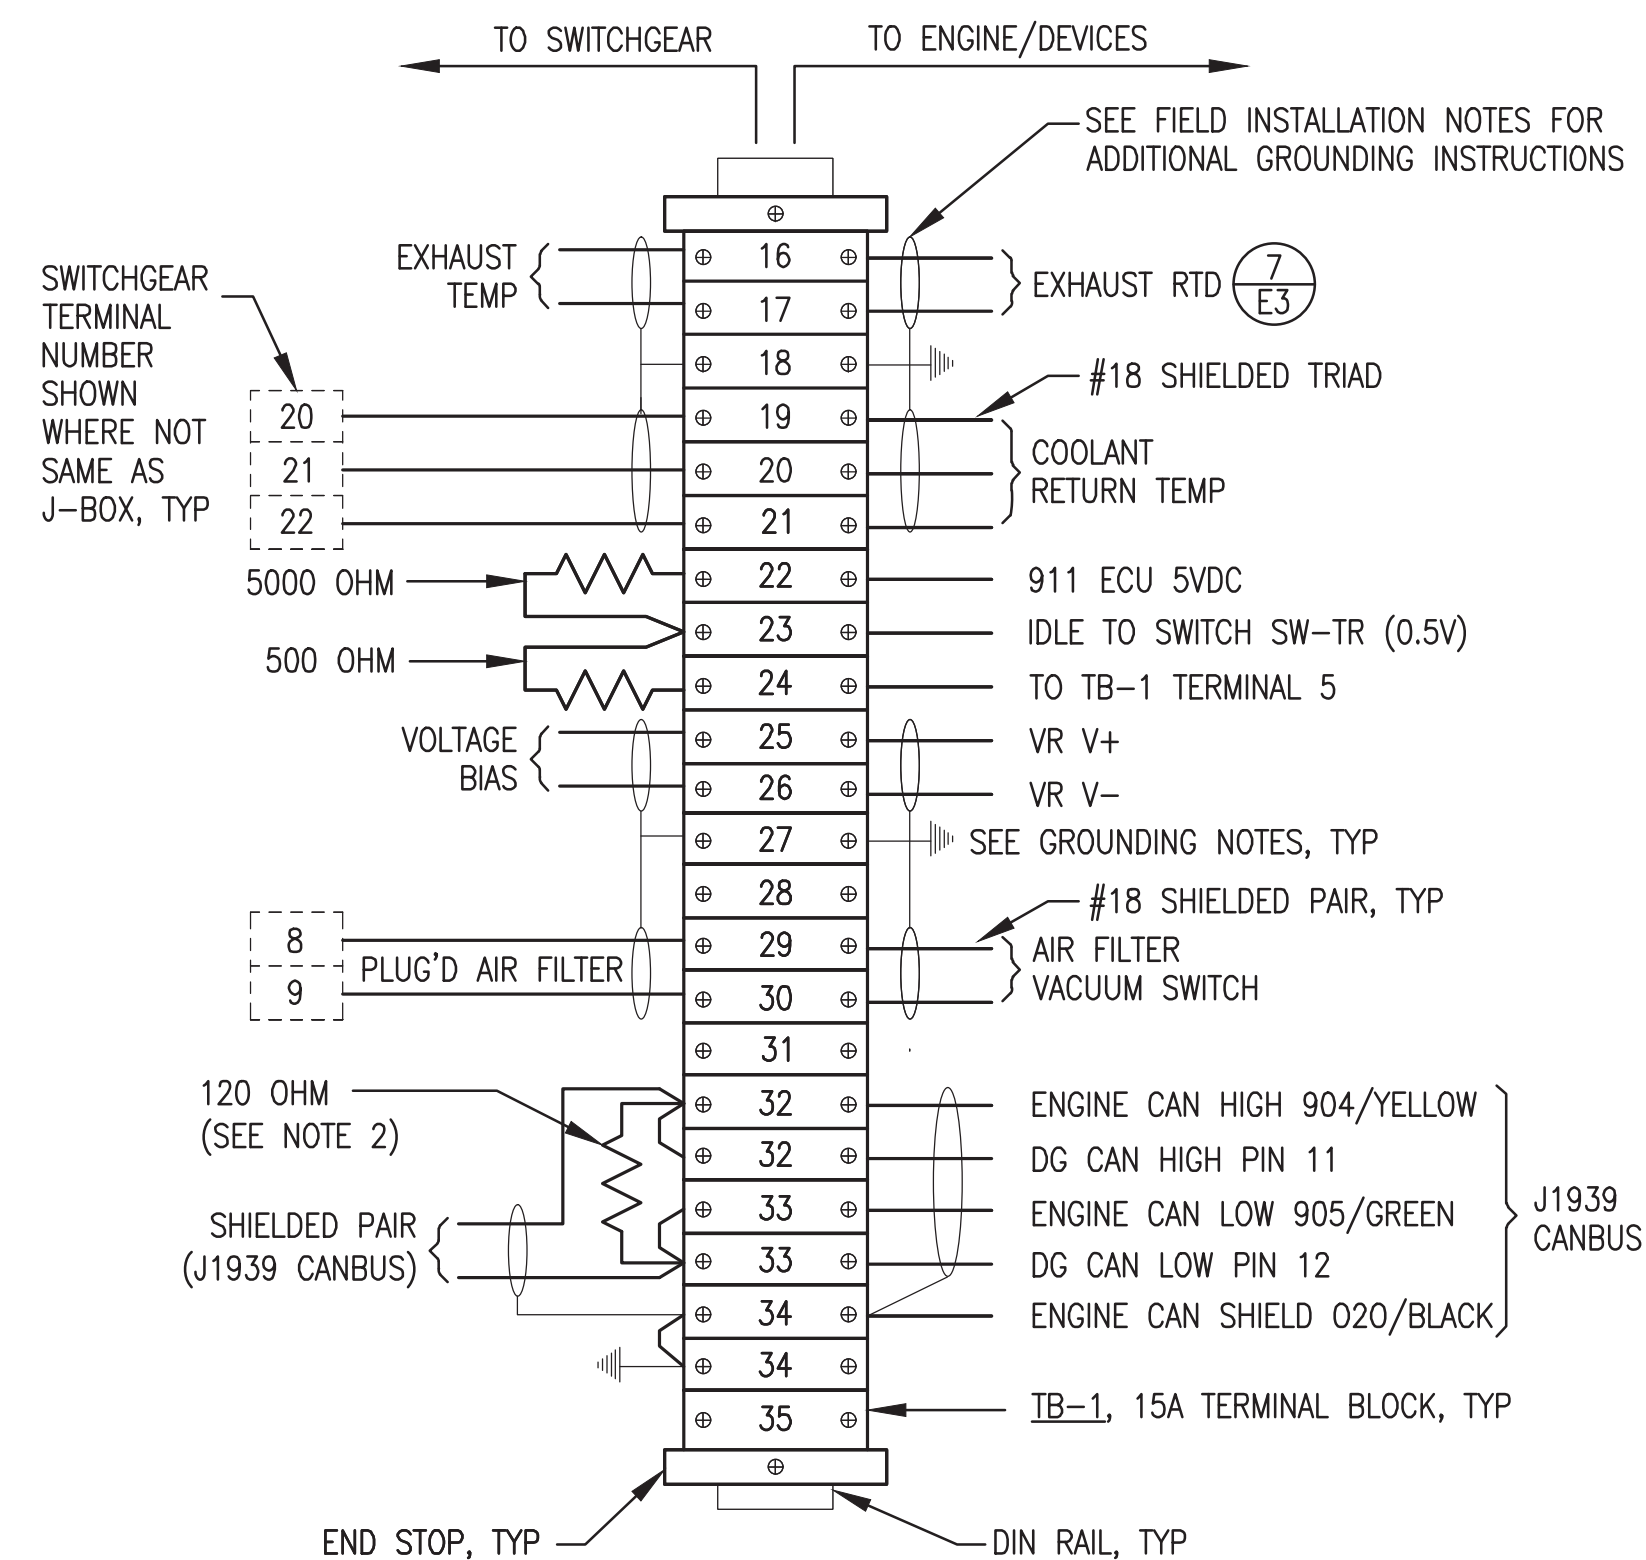 TO SWITCHGEAR
TO ENGINE/DEVICES
SEE FIELD INSTALLATION NOTES FOR
ADDITIONAL GROUNDING INSTRUCTIONS
SWITCHGEAR
TERMINAL
NUMBER
SHOWN
WHERE NOT
SAME AS
J-BOX, TYP
EXHAUST
TEMP
16
17
EXHAUST RTD
7
E3
18
#18 SHIELDED TRIAD
20
19
21
20
22
21
COOLANT
RETURN TEMP
5000 OHM
22
911 ECU 5VDC
23
IDLE TO SWITCH SW-TR (0.5V)
500 OHM
24
TO TB-1 TERMINAL 5
VOLTAGE
BIAS
25
VR V+
26
VR V-
27
SEE GROUNDING NOTES, TYP
28
#18 SHIELDED PAIR, TYP
8
9
PLUG'D AIR FILTER
29
30
AIR FILTER
VACUUM SWITCH
31
120 OHM
(SEE NOTE 2)
32
ENGINE CAN HIGH 904/YELLOW
32
DG CAN HIGH PIN 11
SHIELDED PAIR
(J1939 CANBUS)
33
ENGINE CAN LOW 905/GREEN
33
DG CAN LOW PIN 12
34
ENGINE CAN SHIELD 020/BLACK
J1939
CANBUS
34
35
TB-1, 15A TERMINAL BLOCK, TYP
END STOP, TYP
DIN RAIL, TYP